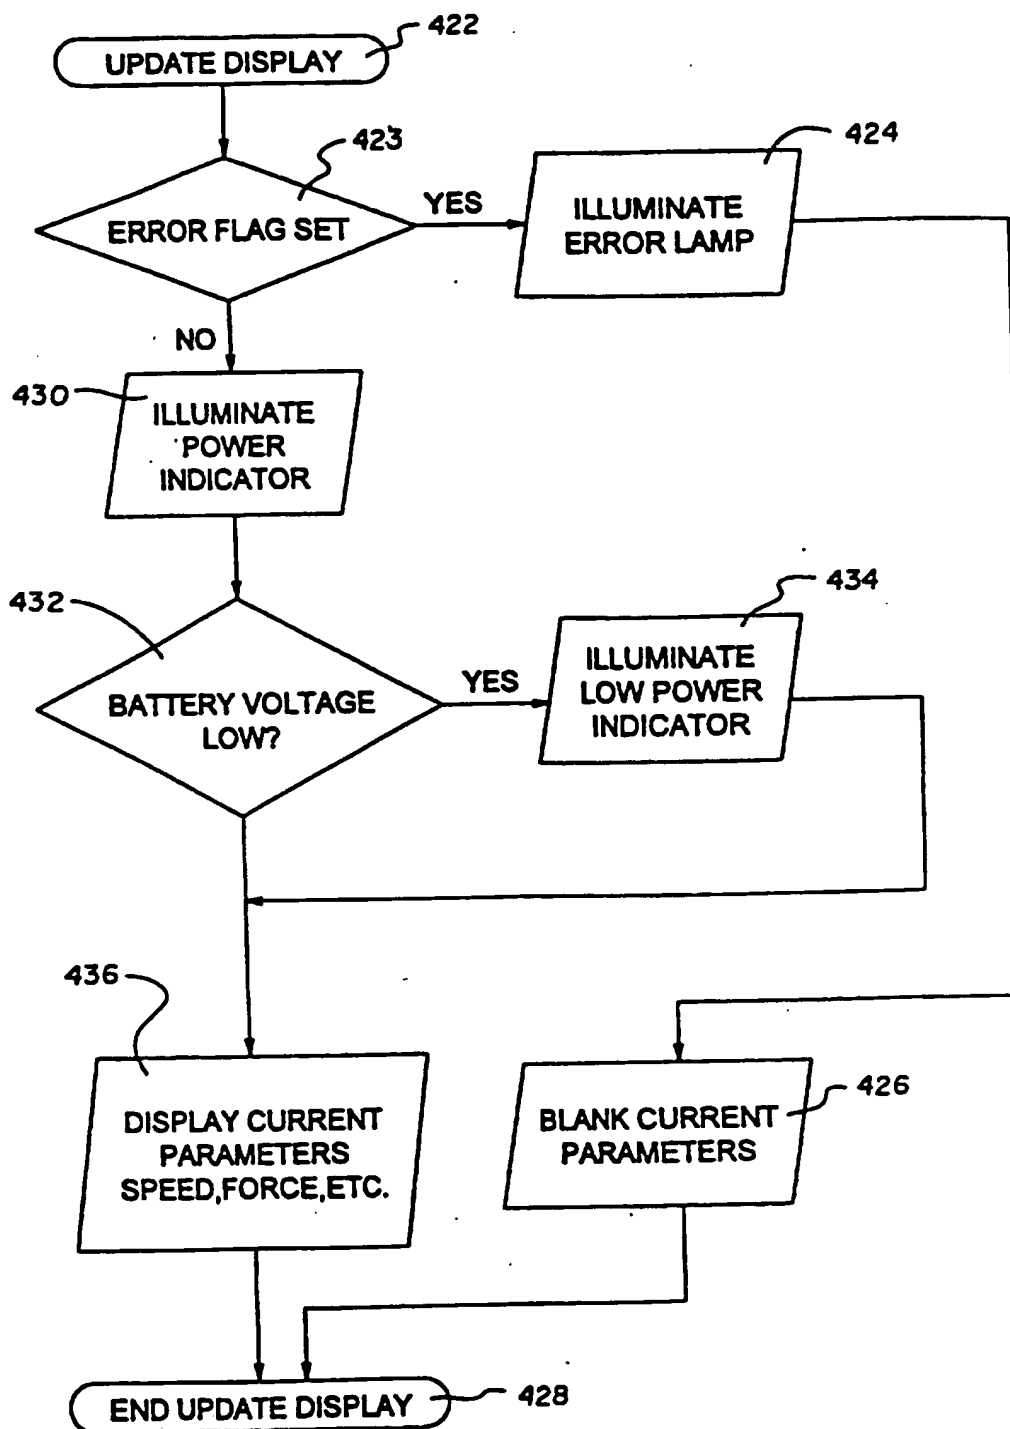 422
UPDATE DISPLAY
423
424
ERROR FLAG SET
YES
ILLUMINATE
ERROR LAMP
NO
430
ILLUMINATE
POWER
INDICATOR
432
434
BATTERY VOLTAGE
LOW?
YES
ILLUMINATE
LOW POWER
INDICATOR
436
DISPLAY CURRENT
PARAMETERS
SPEED,FORCE,ETC.
426
BLANK CURRENT
PARAMETERS
END UPDATE DISPLAY
428